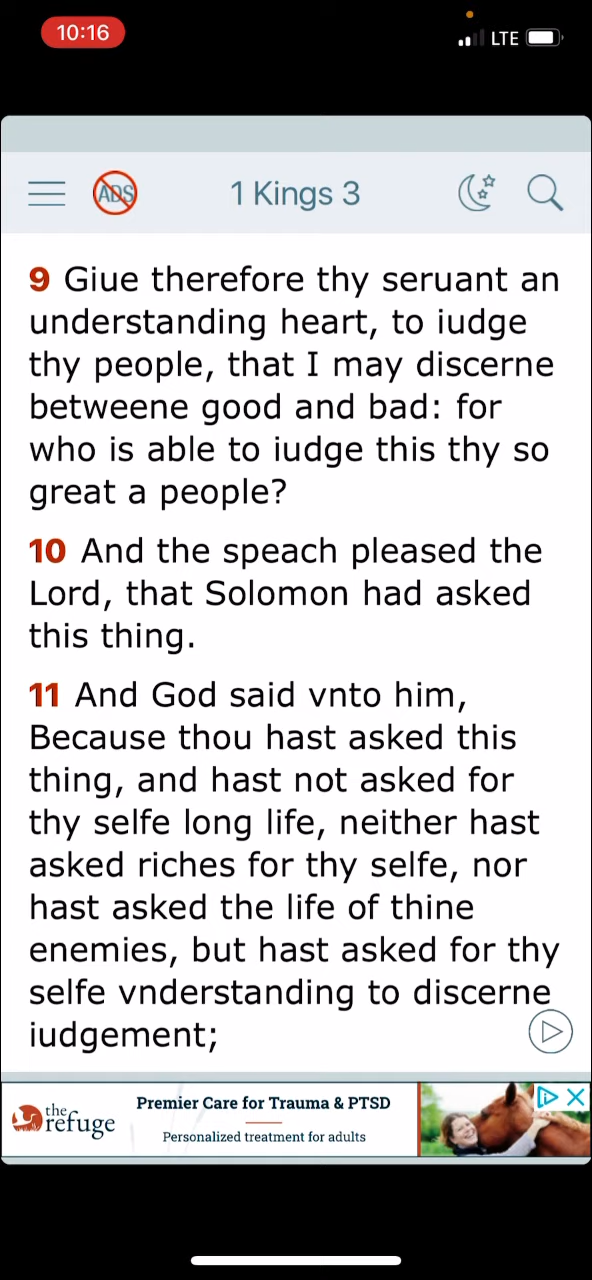 10:16
LTE
ADS
1 Kings 3
9 Giue therefore thy seruant an
understanding heart, to iudge
thy people, that I may discerne
betweene good and bad: for
who is able to iudge this thy so
great a people?
10 And the speach pleased the
Lord, that Solomon had asked
this thing.
11 And God said vnto him,
Because thou hast asked this
thing, and hast not asked for
thy selfe long life, neither hast
asked riches for thy selfe, nor
hast asked the life of thine
enemies, but hast asked for thy
selfe vnderstanding to discerne
iudgement;
the
refuge
Premier Care for Trauma & PTSD
Personalized treatment for adults